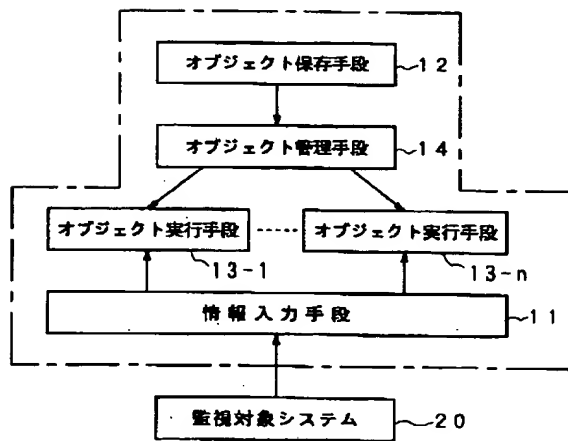 オブジェクト保存手段 12
オブジェクト管理手段 14
オブジェクト実行手段 オブジェクト実行手段
13-1 13-n
情報入力手段 11
監視対象システム 20